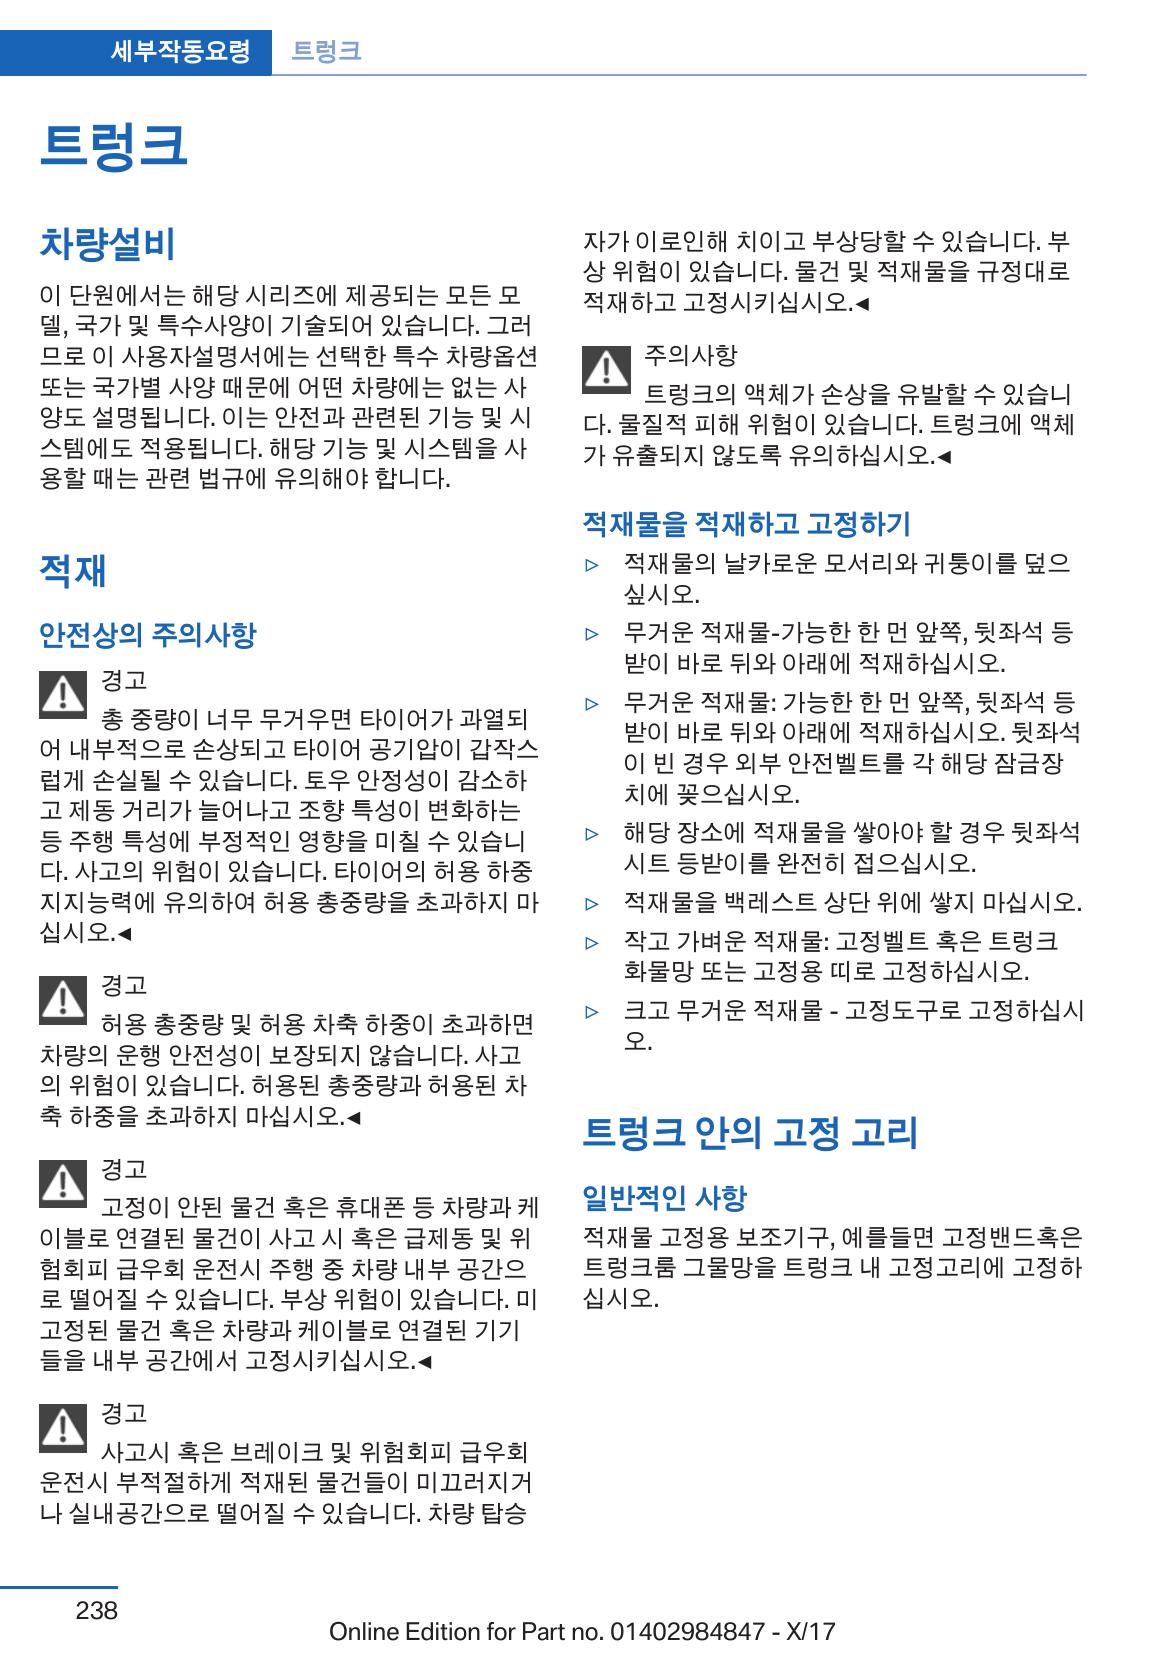 세부작동요령 트렁크
트렁크
차량설비
이 단원에서는 해당 시리즈에 제공되는 모든 모
델, 국가 및 특수사양이 기술되어 있습니다. 그러
므로 이 사용자설명서에는 선택한 특수 차량옵션
또는 국가별 사양 때문에 어떤 차량에는 없는 사
양도 설명됩니다. 이는 안전과 관련된 기능 및 시
스템에도 적용됩니다. 해당 기능 및 시스템을 사
용할 때는 관련 법규에 유의해야 합니다.
적재
안전상의 주의사항
경고
총 중량이 너무 무거우면 타이어가 과열되
어 내부적으로 손상되고 타이어 공기압이 갑작스
럽게 손실될 수 있습니다. 토우 안정성이 감소하
고 제동 거리가 늘어나고 조향 특성이 변화하는
등 주행 특성에 부정적인 영향을 미칠 수 있습니
다. 사고의 위험이 있습니다. 타이어의 허용 하중
지지능력에 유의하여 허용 총중량을 초과하지 마
십시오.◄
경고
허용 총중량 및 허용 차축 하중이 초과하면
차량의 운행 안전성이 보장되지 않습니다. 사고
의 위험이 있습니다. 허용된 총중량과 허용된 차
축 하중을 초과하지 마십시오.◄
경고
고정이 안된 물건 혹은 휴대폰 등 차량과 케
이블로 연결된 물건이 사고 시 혹은 급제동 및 위
험회피 급우회 운전시 주행 중 차량 내부 공간으
로 떨어질 수 있습니다. 부상 위험이 있습니다. 미
고정된 물건 혹은 차량과 케이블로 연결된 기기
들을 내부 공간에서 고정시키십시오.◄
경고
사고시 혹은 브레이크 및 위험회피 급우회
운전시 부적절하게 적재된 물건들이 미끄러지거
나 실내공간으로 떨어질 수 있습니다. 차량 탑승
자가 이로인해 치이고 부상당할 수 있습니다. 부
상 위험이 있습니다. 물건 및 적재물을 규정대로
적재하고 고정시키십시오.◄
주의사항
트렁크의 액체가 손상을 유발할 수 있습니
다. 물질적 피해 위험이 있습니다. 트렁크에 액체
가 유출되지 않도록 유의하십시오.◄
적재물을 적재하고 고정하기
▷ 적재물의 날카로운 모서리와 귀퉁이를 덮으
싶시오.
▷ 무거운 적재물-가능한 한 먼 앞쪽, 뒷좌석 등
받이 바로 뒤와 아래에 적재하십시오.
▷ 무거운 적재물: 가능한 한 먼 앞쪽, 뒷좌석 등
받이 바로 뒤와 아래에 적재하십시오. 뒷좌석
이 빈 경우 외부 안전벨트를 각 해당 잠금장
치에 꽂으십시오.
▷ 해당 장소에 적재물을 쌓아야 할 경우 뒷좌석
시트 등받이를 완전히 접으십시오.
▷ 적재물을 백레스트 상단 위에 쌓지 마십시오.
▷ 작고 가벼운 적재물: 고정벨트 혹은 트렁크
화물망 또는 고정용 띠로 고정하십시오.
▷ 크고 무거운 적재물 - 고정도구로 고정하십시
오.
트렁크 안의 고정 고리
일반적인 사항
적재물 고정용 보조기구, 예를들면 고정밴드혹은
트렁크룸 그물망을 트렁크 내 고정고리에 고정하
십시오.
238
Online Edition for Part no. 01402984847 - X/17